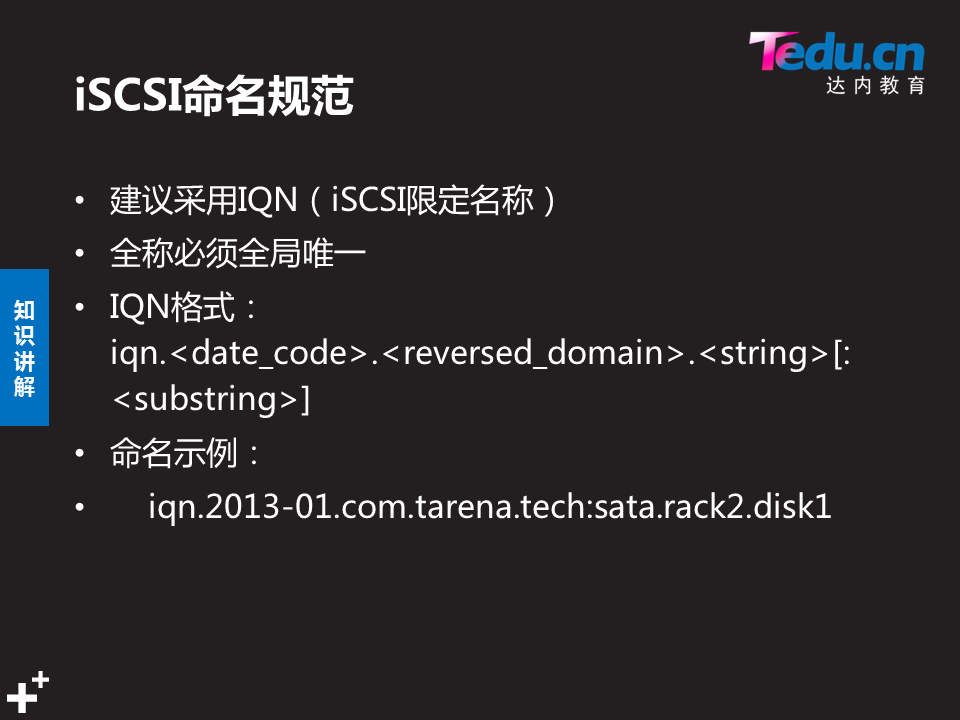 Tedu.cn
达内教育
iSCSI命名规范
• 建议采用IQN（iSCSI限定名称）
• 全称必须全局唯一
• IQN格式：
iqn.<date_code>.<reversed_domain>.<string>[:
<substring>]
• 命名示例：
• iqn.2013-01.com.tarena.tech:sata.rack2.disk1
知
识
讲
解